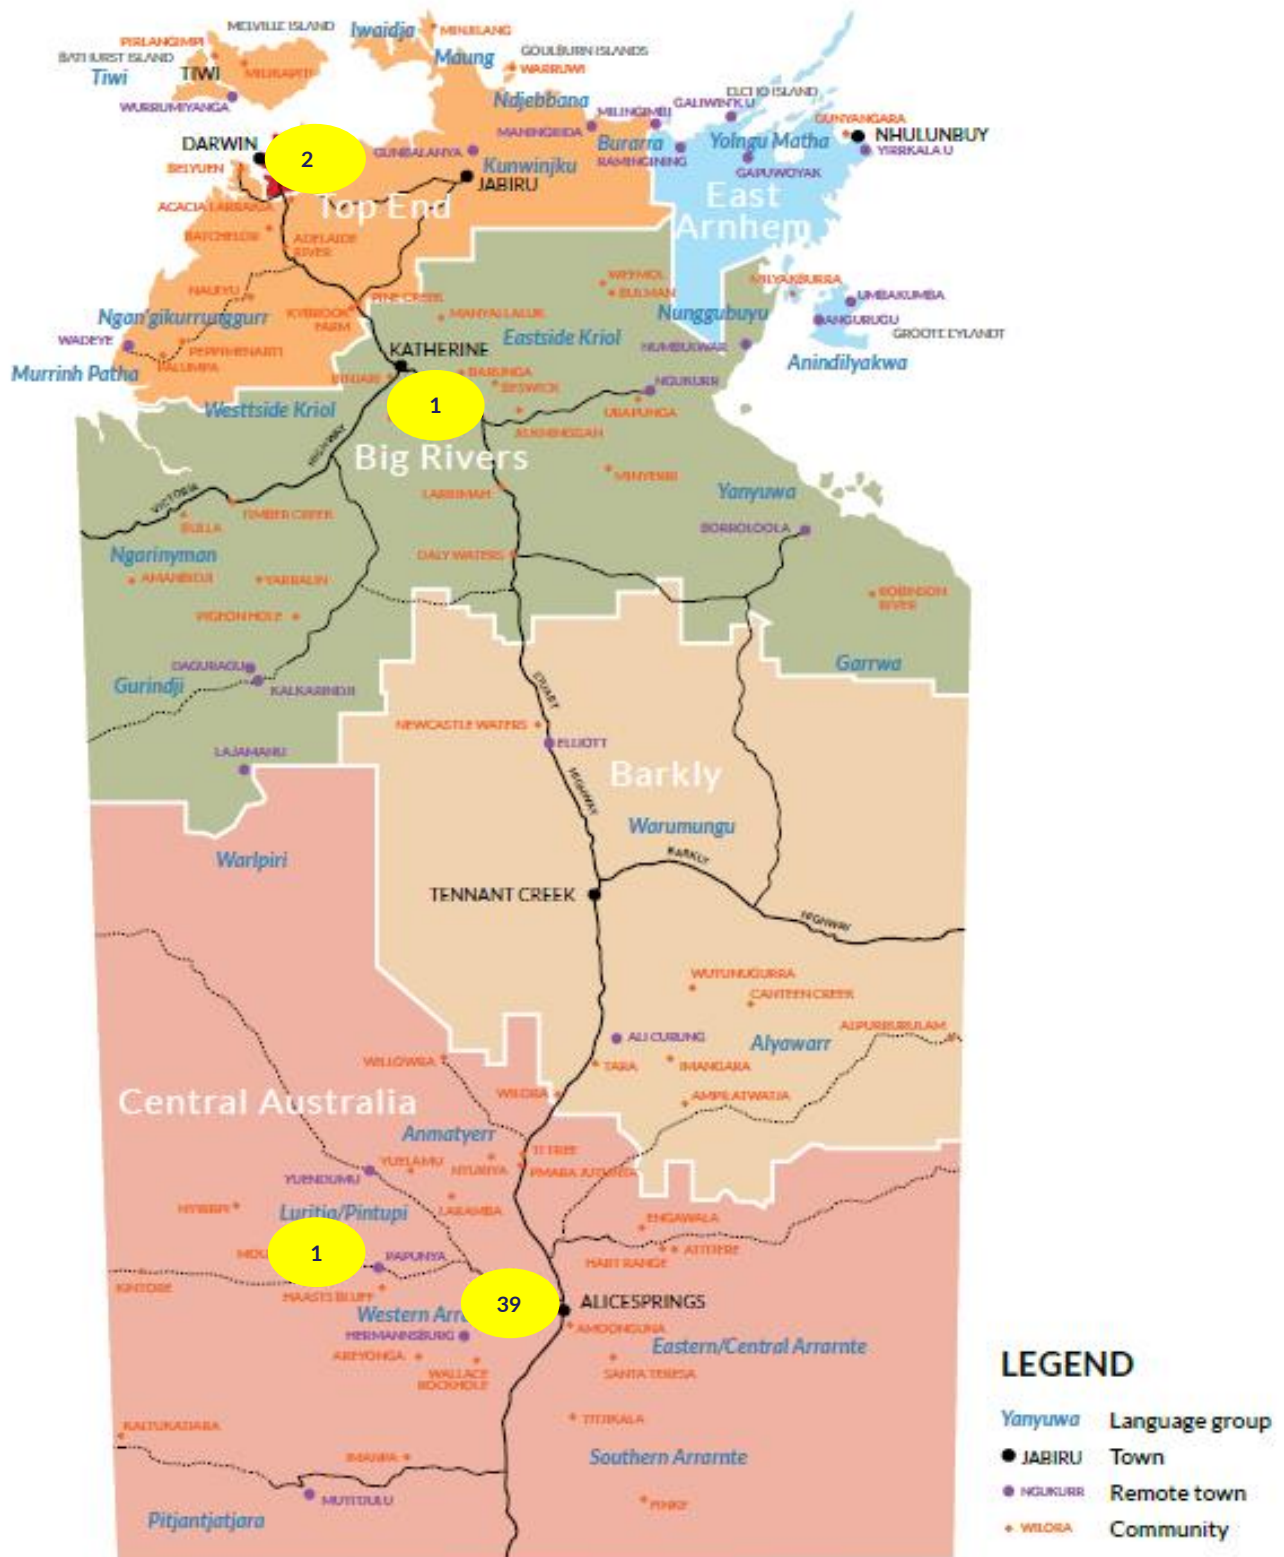 MELVILLE ISLAND
Iwaidja
MINJILANG
PIRLANGIMPI
BATHURST ISLAND
Maung
GOULBURN ISLANDS
Tiwi
TIWI
MILIKAPITI
WARRUWI
WURRUMIYANGA
Ndjebbana
MILINGIMBI
GALIWIN'KU
ELCHO ISLAND
GUNYANGARA
DARWIN
2
MANINGRIDA
Burarra
Yolngu Matha
NHULUNBUY
GUNBALANYA
RAMINGINING
YIRRKALA
BELYUEN
Kunwinjku
GAPUWIYAK
JABIRU
East
Arnhem
ACACIA LARRAKIA
Top End
BATCHELOR
ADELAIDE
RIVER
NAUIYU
WEEMOL
BULMAN
MILYAKBURRA
UMBAKUMBA
Ngan'gikurrunggurr
KYBROOK
FARM
PINE CREEK
MANYALLALUK
Nunggubuyu
ANGURUGU
GROOTE EYLANDT
WADEYE
PEPPIMENARTI
Eastside Kriol
NUMBULWAR
Anindilyakwa
Murrinh Patha
PALUMPA
KATHERINE
BINJARI
BARUNGA
BESWICK
NGUKURR
Westtside Kriol
1
URAPUNGA
JILKMINGGAN
HIGHWAY
Big Rivers
MINYERRI
VICTORIA
LARRIMAH
Yanyuwa
BULLA
TIMBER CREEK
BORROLOOLA
Ngarinyman
DALY WATERS
AMANBIDJI
YARRALIN
ROBINSON
RIVER
PIGEON HOLE
DAGURAGU
Garrwa
Gurindji
KALKARINDJI
STUART
NEWCASTLE WATERS
ELLIOTT
LAJAMANU
HIGHWAY
Barkly
Warumungu
Warlpiri
BARKLY
TENNANT CREEK
HIGHWAY
WUTUNUGURRA
CANTEEN CREEK
ALI CURUNG
Alyawarr
ALPURRURULAM
WILLOWRA
TARA
IMANGARA
Central Australia
WILORA
AMPILATWATJA
Anmatyerr
TI TREE
YUENDUMU
YUELAMU
NTURIYA
PMARA JUTUNTA
NYIRRIPI
Luritja/Pintupi
LARAMBA
ENGAWALA
1
PAPUNYA
ATITJERE
HART RANGE
KINTORE
HAASTS BLUFF
39
ALICESPRINGS
Western
AMOONGUNA
HERMANNSBURG
Eastern/Central Arrarnte
AREYONGA
WALLACE
ROCKHOLE
SANTA TERESA
KALTUKATJARA
TITJIKALA
IMANPA
Southern Arrarnte
MUTITJULU
FINKE
Pitjantjatjara
LEGEND
Yanyuwa Language group
JABIRU Town
NGUKURR Remote town
WILORA Community